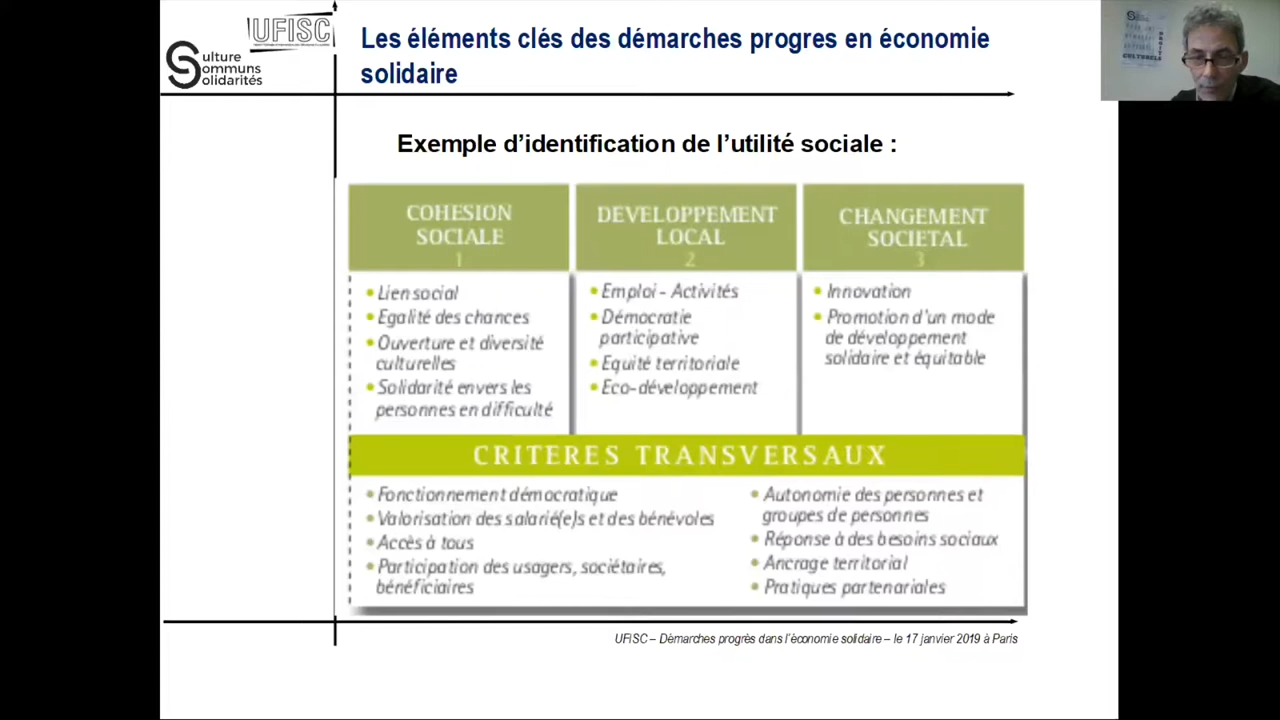 UFISC
Culture
Communs
Solidarités
Les éléments clés des démarches progres en économie
solidaire
CULTURELS
Exemple d'identification de l'utilité sociale :
COHESION
SOCIALE
1
DEVELOPPEMENT
LOCAL
2
CHANGEMENT
SOCIETAL
3
• Lien social
• Egalité des chances
• Ouverture et diversité
culturelles
• Solidarité envers les
personnes en difficulté
• Emploi - Activités
• Démocratie
participative
• Equité territoriale
• Eco-développement
• Innovation
• Promotion d'un mode
de développement
solidaire et équitable
CRITERES TRANSVERSAUX
• Fonctionnement démocratique
• Valorisation des salarié(e)s et des bénévoles
• Accès à tous
• Participation des usagers, sociétaires,
bénéficiaires
• Autonomie des personnes et
groupes de personnes
• Réponse à des besoins sociaux
• Ancrage territorial
• Pratiques partenariales
UFISC – Démarches progrès dans l'économie solidaire – le 17 janvier 2019 à Paris